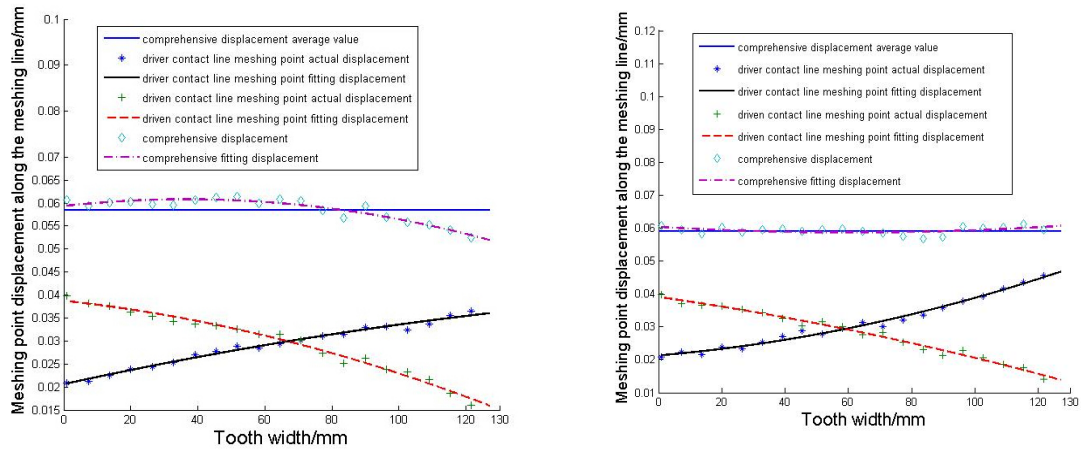 0.1
0.095
0.09
0.085
0.08
0.075
0.07
0.065
0.06
0.055
0.05
0.045
0.04
0.035
0.03
0.025
0.02
0.015
Meshing point displacement along the meshing line/mm
comprehensive displacement average value
driver contact line meshing point actual displacement
driver contact line meshing point fitting displacement
driven contact line meshing point actual displacement
driven contact line meshing point fitting displacement
comprehensive displacement
comprehensive fitting displacement
0 20 40 60 80 100 120 130
Tooth width/mm
0.12
0.11
0.10
0.09
0.08
0.07
0.06
0.05
0.04
0.03
0.02
0.01
Meshing point displacement along the meshing line/mm
comprehensive displacement average value
driver contact line meshing point actual displacement
driver contact line meshing point fitting displacement
driven contact line meshing point actual displacement
driven contact line meshing point fitting displacement
comprehensive displacement
comprehensive fitting displacement
0 20 40 60 80 100 120 130
Tooth width/mm